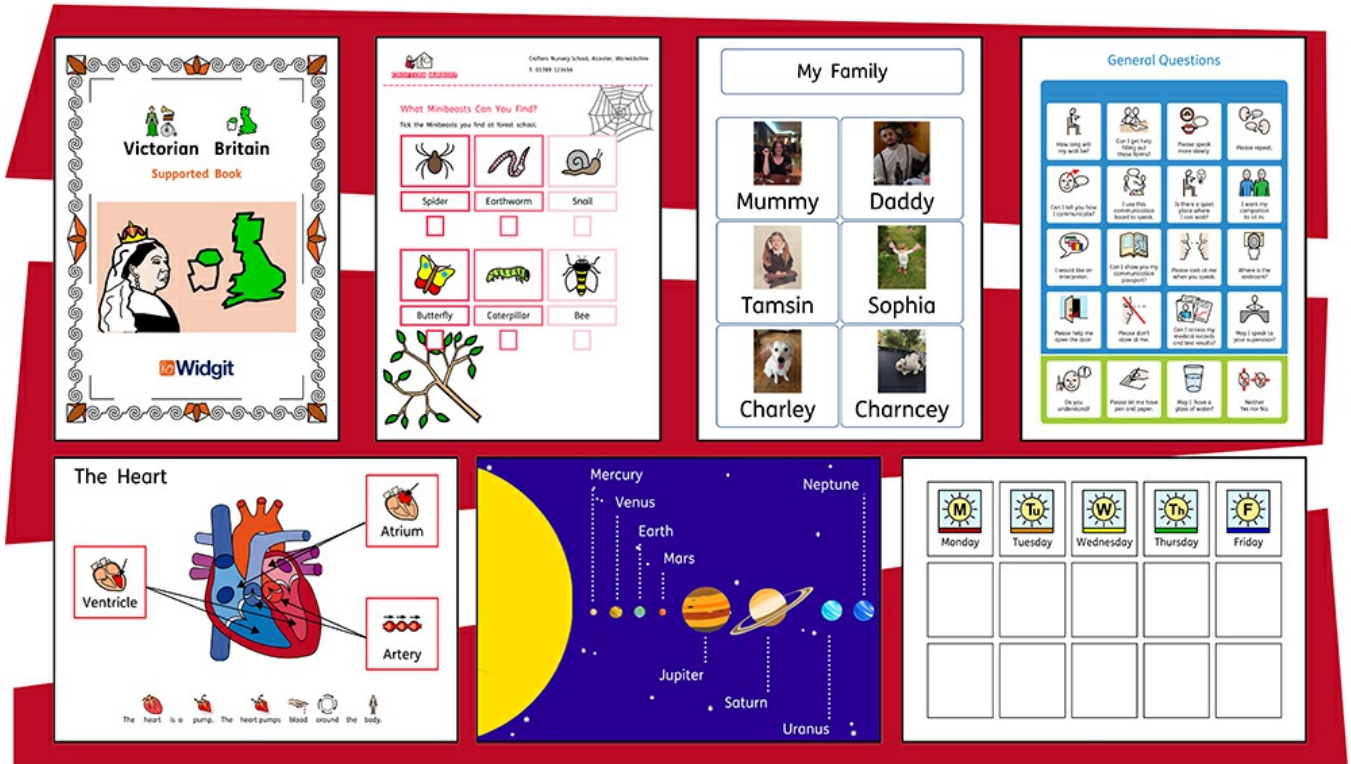 Victorian Britain
Supported Book
Widgit
CROFTERS NURSERY
Crofters Nursery School, Alcester, Warwickshire
T: 01789 123456
What Minibeasts Can You Find?
Tick the Minibeasts you find at forest school.
Spider
Earthworm
Snail
Butterfly
Caterpillar
Bee
My Family
Mummy
Daddy
Tamsin
Sophia
Charley
Charncey
General Questions
How long will
my wait be?
Can I get help
filling out
these forms?
Please speak
more slowly.
Please repeat.
Can I tell you how
I communicate?
I use this
communication
board to speak.
Is there a quiet
place where
I can wait?
I want my
companion
to sit in.
I would like an
interpreter.
Can I show you my
communication
passport?
Please look at me
when you speak.
Where is the
restroom?
Please help me
open the door.
Please don't
stare at me.
Can I access my
medical records
and test results?
May I speak to
your supervisor?
Do you
understand?
Please let me have
pen and paper.
May I have a
glass of water?
Neither
Yes nor No.
The Heart
Atrium
Ventricle
Artery
The heart is a pump. The heart pumps blood around the body.
Mercury
Venus
Earth
Mars
Neptune
Jupiter
Saturn
Uranus
M
Tu
W
Th
F
Monday
Tuesday
Wednesday
Thursday
Friday